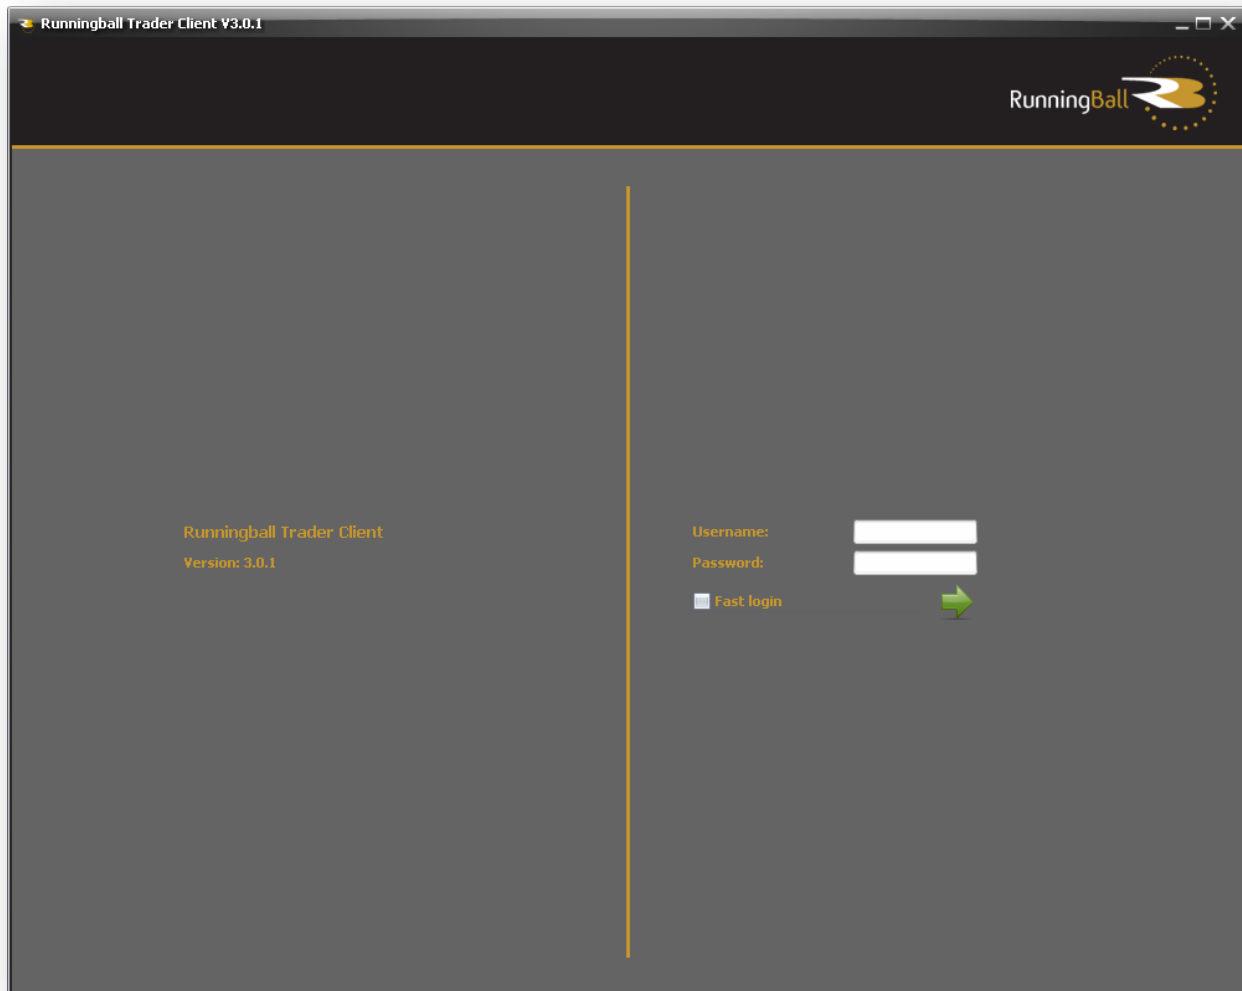 Runningball Trader Client V3.0.1
RunningBall
Runningball Trader Client
Version: 3.0.1
Username:
Password:
Fast login